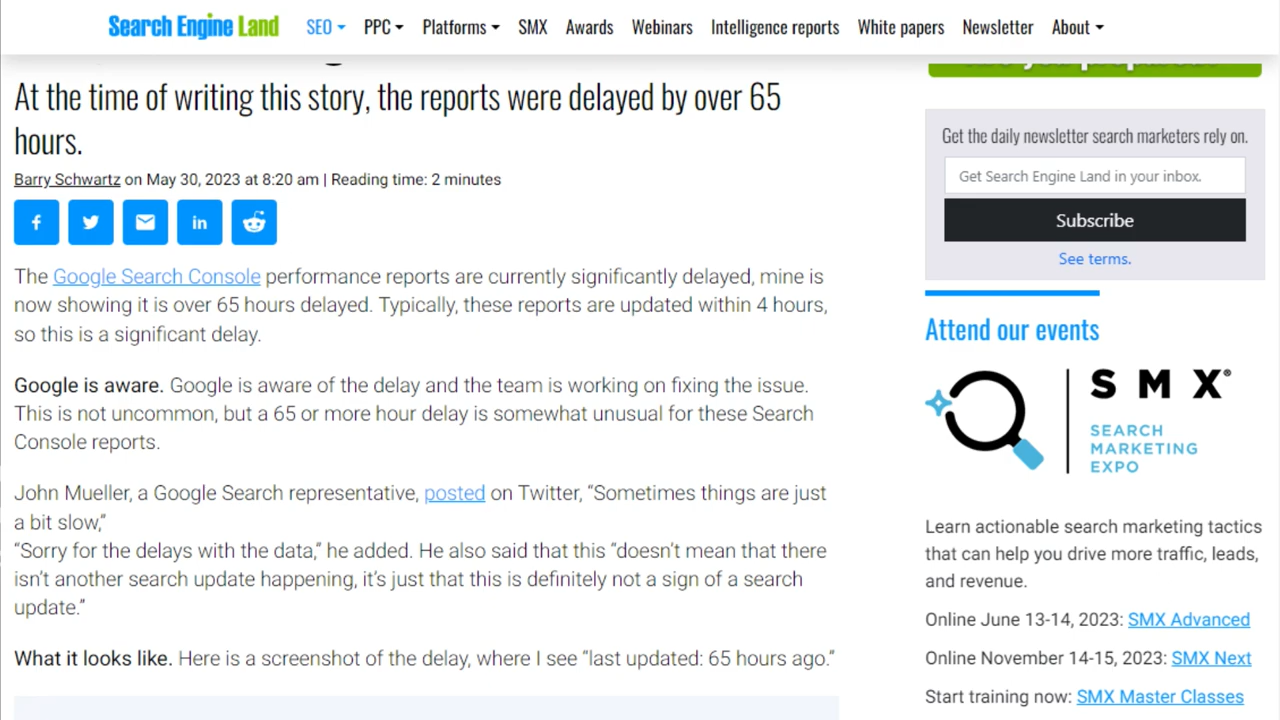 Search Engine Land
SEO
PPC
Platforms
SMX
Awards
Webinars
Intelligence reports
White papers
Newsletter
About
At the time of writing this story, the reports were delayed by over 65
hours.
Barry Schwartz on May 30, 2023 at 8:20 am | Reading time: 2 minutes
The Google Search Console performance reports are currently significantly delayed, mine is
now showing it is over 65 hours delayed. Typically, these reports are updated within 4 hours,
so this is a significant delay.
Google is aware. Google is aware of the delay and the team is working on fixing the issue.
This is not uncommon, but a 65 or more hour delay is somewhat unusual for these Search
Console reports.
John Mueller, a Google Search representative, posted on Twitter, “Sometimes things are just
a bit slow,”
“Sorry for the delays with the data,” he added. He also said that this “doesn’t mean that there
isn’t another search update happening, it’s just that this is definitely not a sign of a search
update.”
What it looks like. Here is a screenshot of the delay, where I see “last updated: 65 hours ago.”
Get the daily newsletter search marketers rely on.
Get Search Engine Land in your inbox.
Subscribe
See terms.
Attend our events
SMX®
SEARCH
MARKETING
EXPO
Learn actionable search marketing tactics
that can help you drive more traffic, leads,
and revenue.
Online June 13-14, 2023: SMX Advanced
Online November 14-15, 2023: SMX Next
Start training now: SMX Master Classes